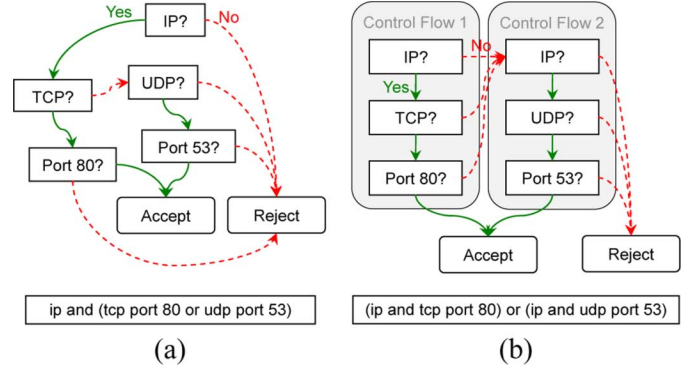 Yes
IP?
No
TCP?
UDP?
Port 80?
Port 53?
Accept
Reject
ip and (tcp port 80 or udp port 53)
(a)
Control Flow 1
Control Flow 2
IP?
No
IP?
Yes
TCP?
UDP?
Port 80?
Port 53?
Accept
Reject
(ip and tcp port 80) or (ip and udp port 53)
(b)